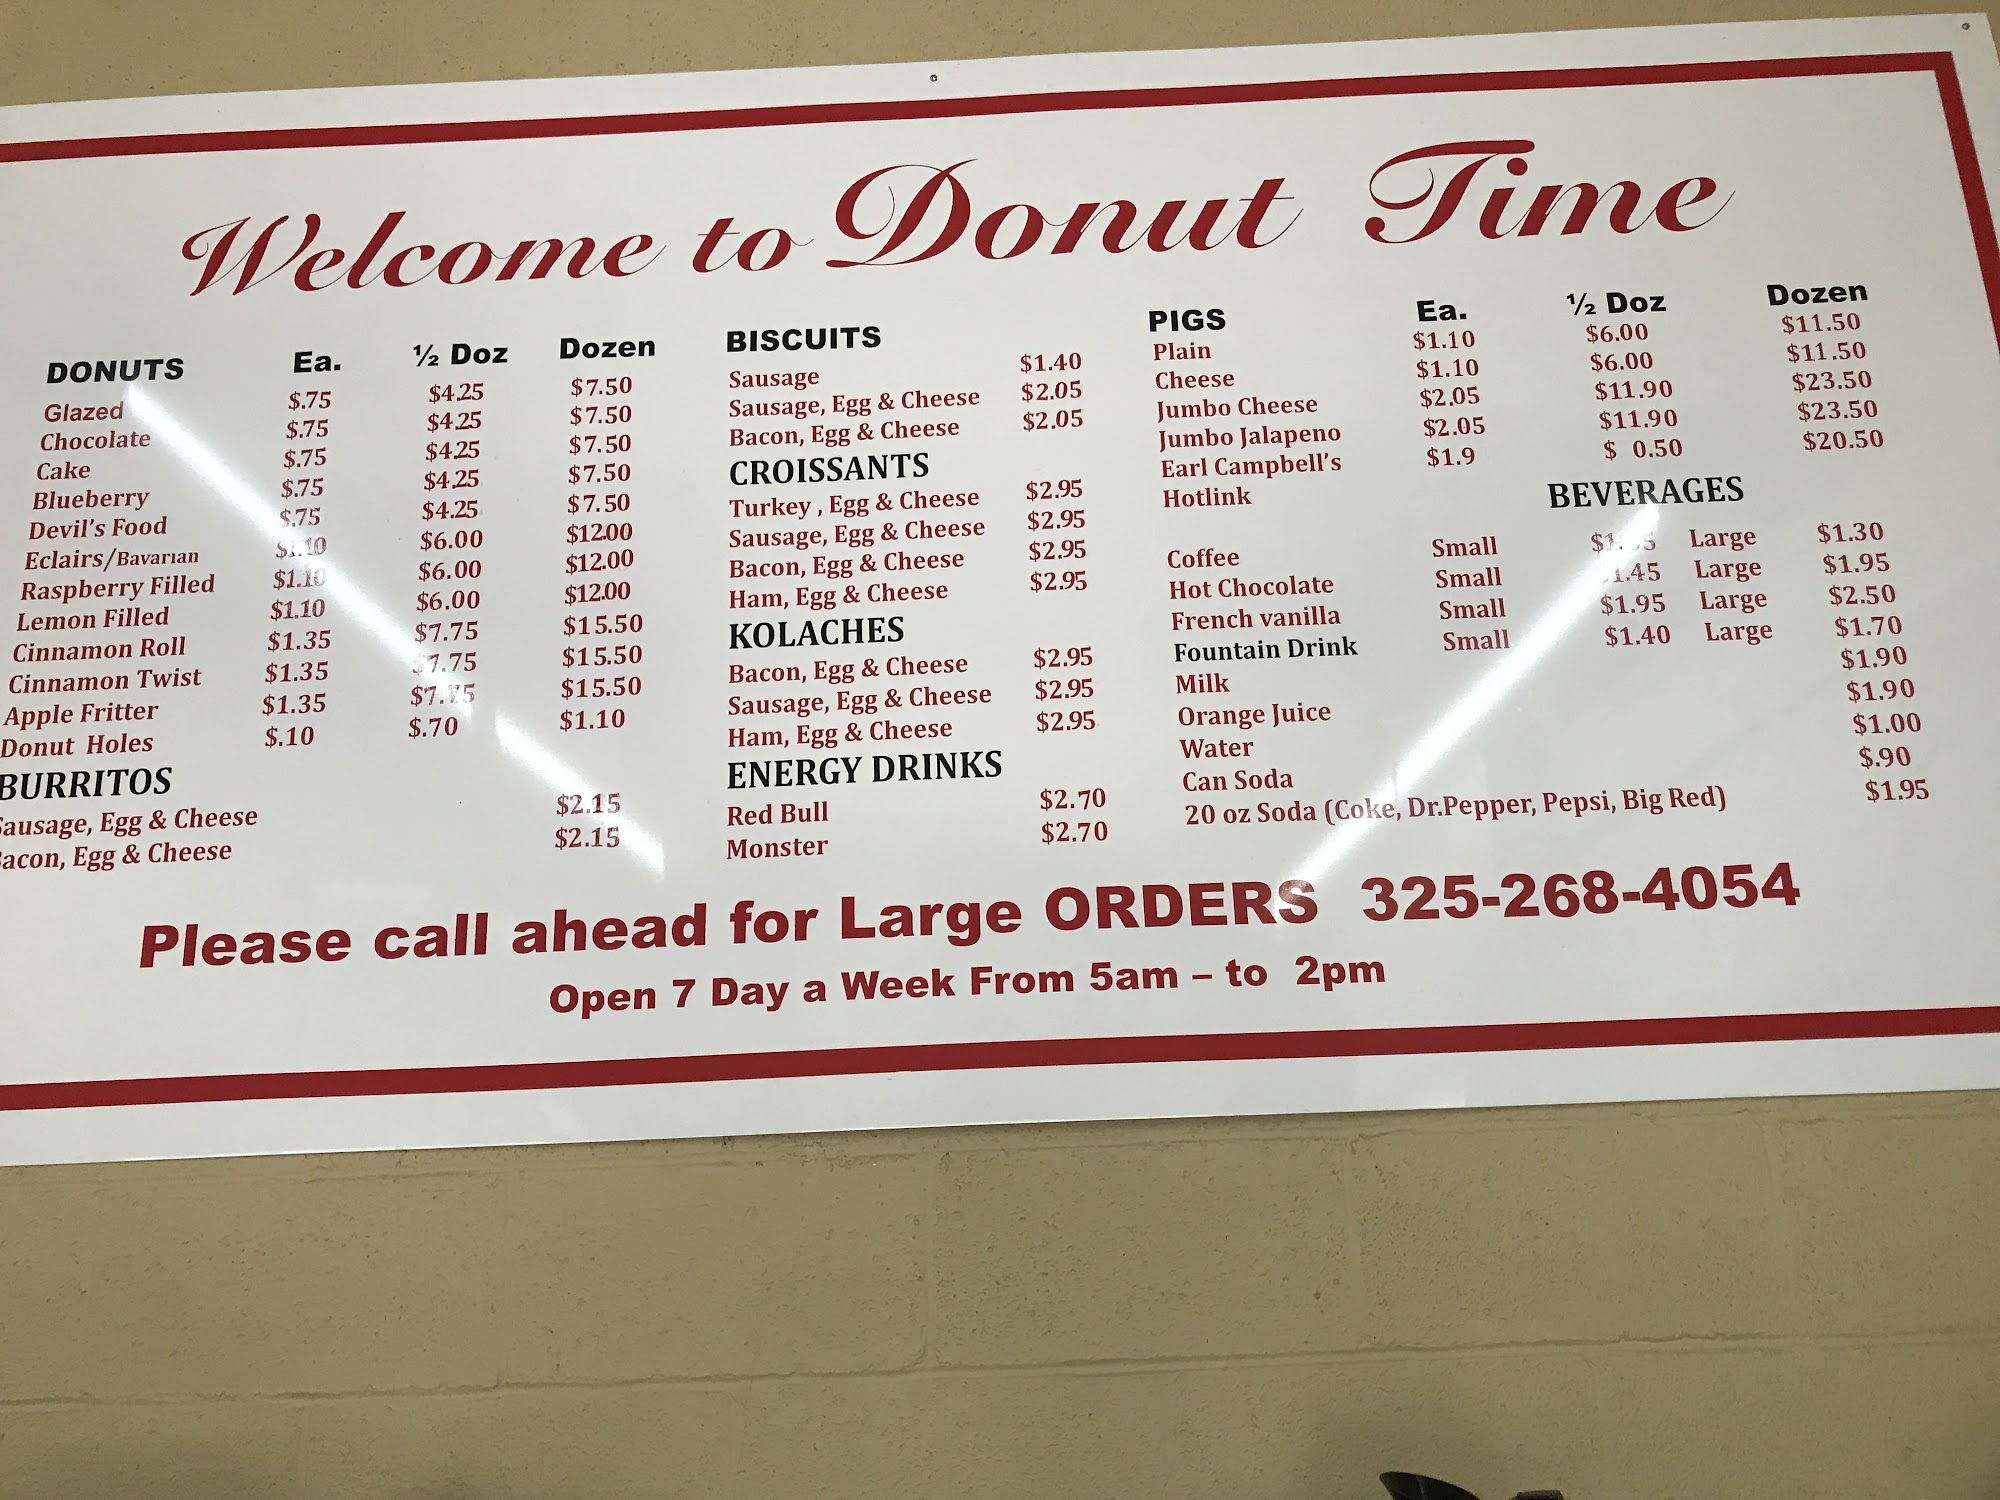 Welcome to Donut Time
DONUTS Ea. ½ Doz Dozen
Glazed $.75 $4.25 $7.50
Chocolate $.75 $4.25 $7.50
Cake $.75 $4.25 $7.50
Blueberry $.75 $4.25 $7.50
Devil's Food $.75 $4.25 $7.50
Eclairs/Bavarian $1.10 $6.00 $12.00
Raspberry Filled $1.10 $6.00 $12.00
Lemon Filled $1.10 $6.00 $12.00
Cinnamon Roll $1.35 $7.75 $15.50
Cinnamon Twist $1.35 $7.75 $15.50
Apple Fritter $1.35 $7.75 $15.50
Donut Holes $.10 $.70 $1.10
BURRITOS
Sausage, Egg & Cheese $2.15
Bacon, Egg & Cheese $2.15
BISCUITS
Sausage $1.40
Sausage, Egg & Cheese $2.05
Bacon, Egg & Cheese $2.05
CROISSANTS
Turkey , Egg & Cheese $2.95
Sausage, Egg & Cheese $2.95
Bacon, Egg & Cheese $2.95
Ham, Egg & Cheese $2.95
KOLACHES
Bacon, Egg & Cheese $2.95
Sausage, Egg & Cheese $2.95
Ham, Egg & Cheese $2.95
ENERGY DRINKS
Red Bull $2.70
Monster $2.70
PIGS Ea. ½ Doz Dozen
Plain $1.10 $6.00 $11.50
Cheese $1.10 $6.00 $11.50
Jumbo Cheese $2.05 $11.90 $23.50
Jumbo Jalapeno $2.05 $11.90 $23.50
Earl Campbell's $1.9 $ 0.50 $20.50
Hotlink
BEVERAGES
Coffee Small Large $1.30
Hot Chocolate Small $1.45 Large $1.95
French vanilla Small $1.95 Large $2.50
Fountain Drink Small $1.40 Large $1.70
Milk $1.90
Orange Juice $1.90
Water $1.00
Can Soda $.90
20 oz Soda (Coke, Dr.Pepper, Pepsi, Big Red) $1.95
Please call ahead for Large ORDERS 325-268-4054
Open 7 Day a Week From 5am – to 2pm